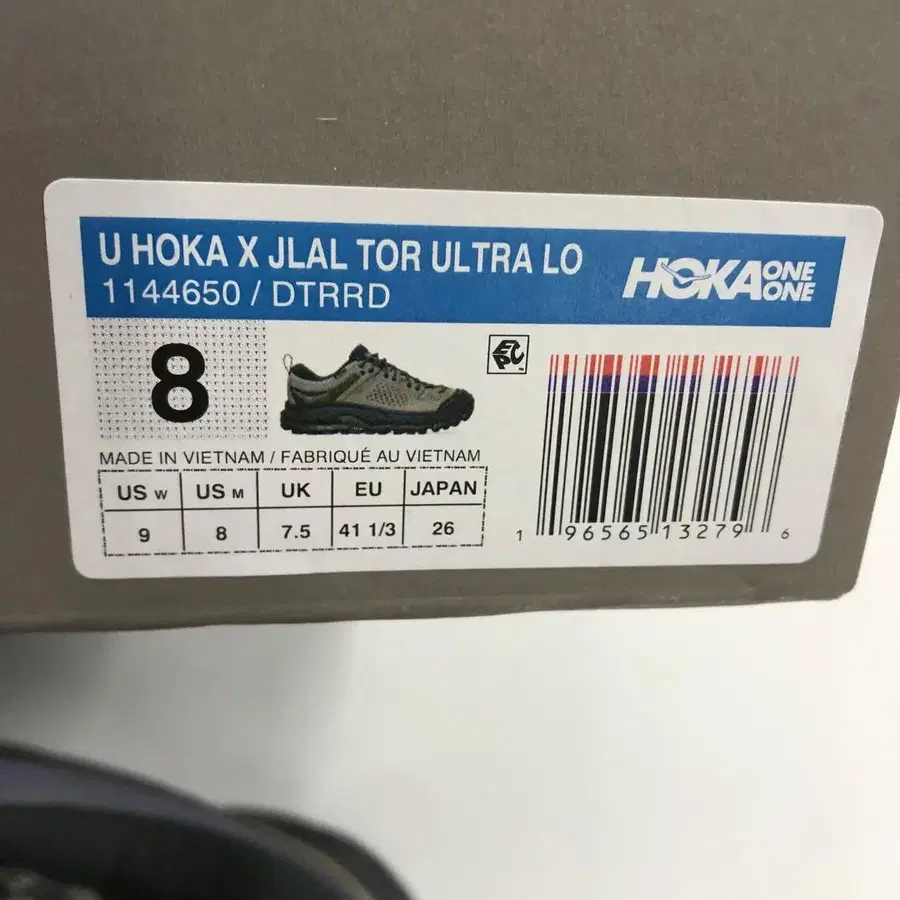 U HOKA X JLAL TOR ULTRA LO
1144650 / DTRRD
HOKA ONE ONE
8
EPC
MADE IN VIETNAM / FABRIQUÉ AU VIETNAM
US W US M UK EU JAPAN
9 8 7.5 41 1/3 26
1 96565 13279 6